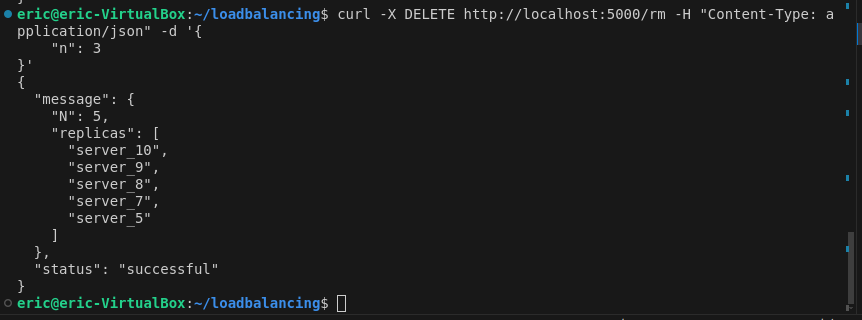 }
eric@eric-VirtualBox:~/loadbalancing$ curl -X DELETE http://localhost:5000/rm -H "Content-Type: a
pplication/json" -d '{
    "n": 3
}'
{
  "message": {
    "N": 5,
    "replicas": [
      "server_10",
      "server_9",
      "server_8",
      "server_7",
      "server_5"
    ]
  },
  "status": "successful"
}
eric@eric-VirtualBox:~/loadbalancing$